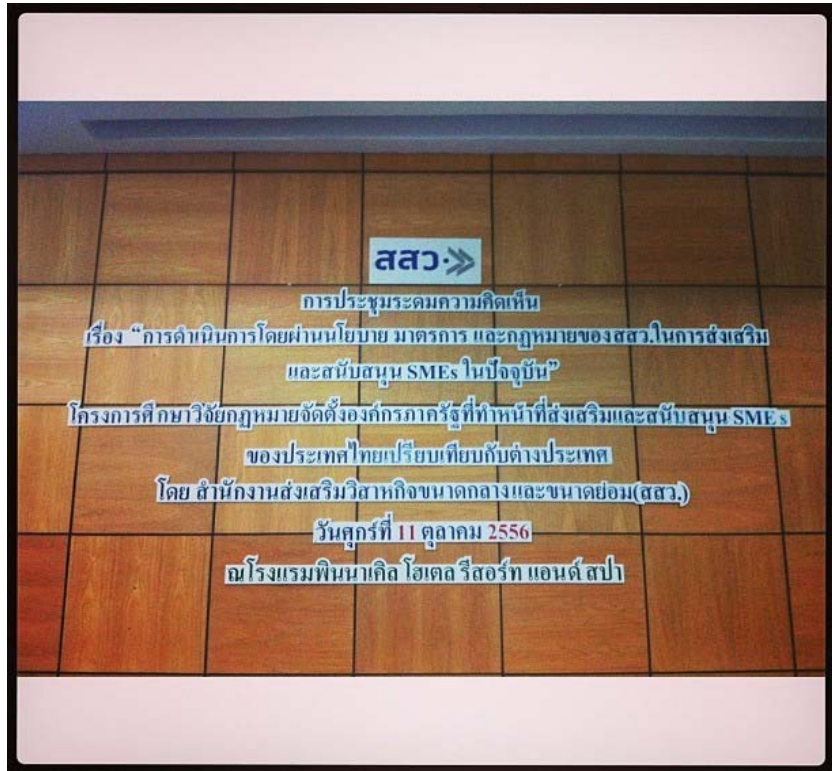 สสว.
การประชุมระดมความคิดเห็น
เรื่อง “การดำเนินการโดยผ่านนโยบาย มาตรการ และกฎหมายของสสว.ในการส่งเสริม
และสนับสนุน SMEs ในปัจจุบัน”
โครงการศึกษาวิจัยกฎหมายจัดตั้งองค์กรภาครัฐที่ทำหน้าที่ส่งเสริมและสนับสนุน SMEs
ของประเทศไทยเปรียบเทียบกับต่างประเทศ
โดย สำนักงานส่งเสริมวิสาหกิจขนาดกลางและขนาดย่อม(สสว.)
วันศุกร์ที่ 11 ตุลาคม 2556
ณโรงแรมพินนาเคิล โฮเตล รีสอร์ท แอนด์ สปา